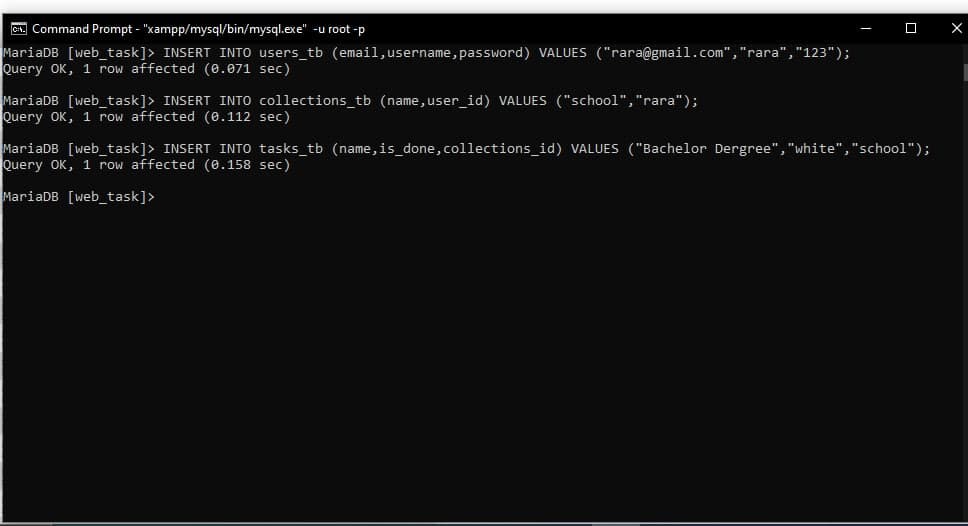 Command Prompt - "xampp/mysql/bin/mysql.exe" -u root -p
MariaDB [web_task]> INSERT INTO users_tb (email,username,password) VALUES ("rara@gmail.com","rara","123");
Query OK, 1 row affected (0.071 sec)
MariaDB [web_task]> INSERT INTO collections_tb (name,user_id) VALUES ("school","rara");
Query OK, 1 row affected (0.112 sec)
MariaDB [web_task]> INSERT INTO tasks_tb (name,is_done,collections_id) VALUES ("Bachelor Dergree","white","school");
Query OK, 1 row affected (0.158 sec)
MariaDB [web_task]>